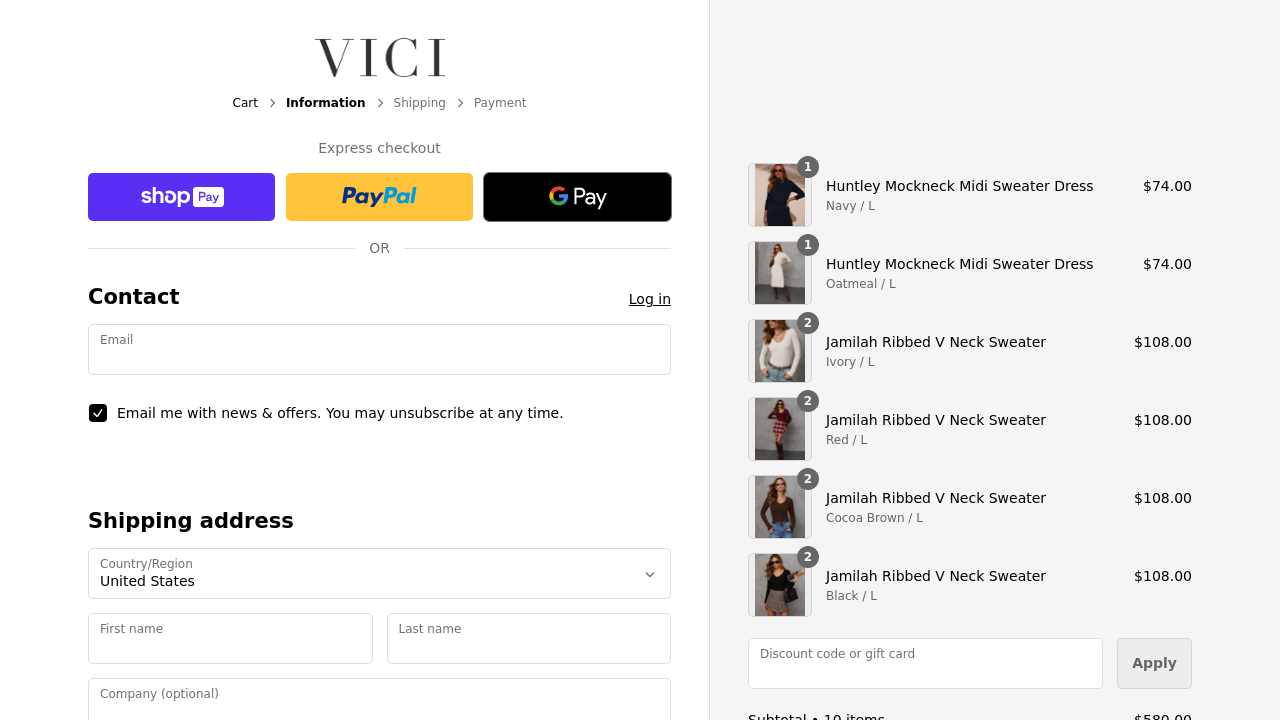 VICI
Cart > Information > Shipping > Payment
Express checkout
shop Pay
PayPal
G Pay
OR
Contact
Log in
Email
Email me with news & offers. You may unsubscribe at any time.
Shipping address
Country/Region
United States
First name
Last name
Company (optional)
1
Huntley Mockneck Midi Sweater Dress
Navy / L
$74.00
1
Huntley Mockneck Midi Sweater Dress
Oatmeal / L
$74.00
2
Jamilah Ribbed V Neck Sweater
Ivory / L
$108.00
2
Jamilah Ribbed V Neck Sweater
Red / L
$108.00
2
Jamilah Ribbed V Neck Sweater
Cocoa Brown / L
$108.00
2
Jamilah Ribbed V Neck Sweater
Black / L
$108.00
Discount code or gift card
Apply
Subtotal • 10 items
$580.00